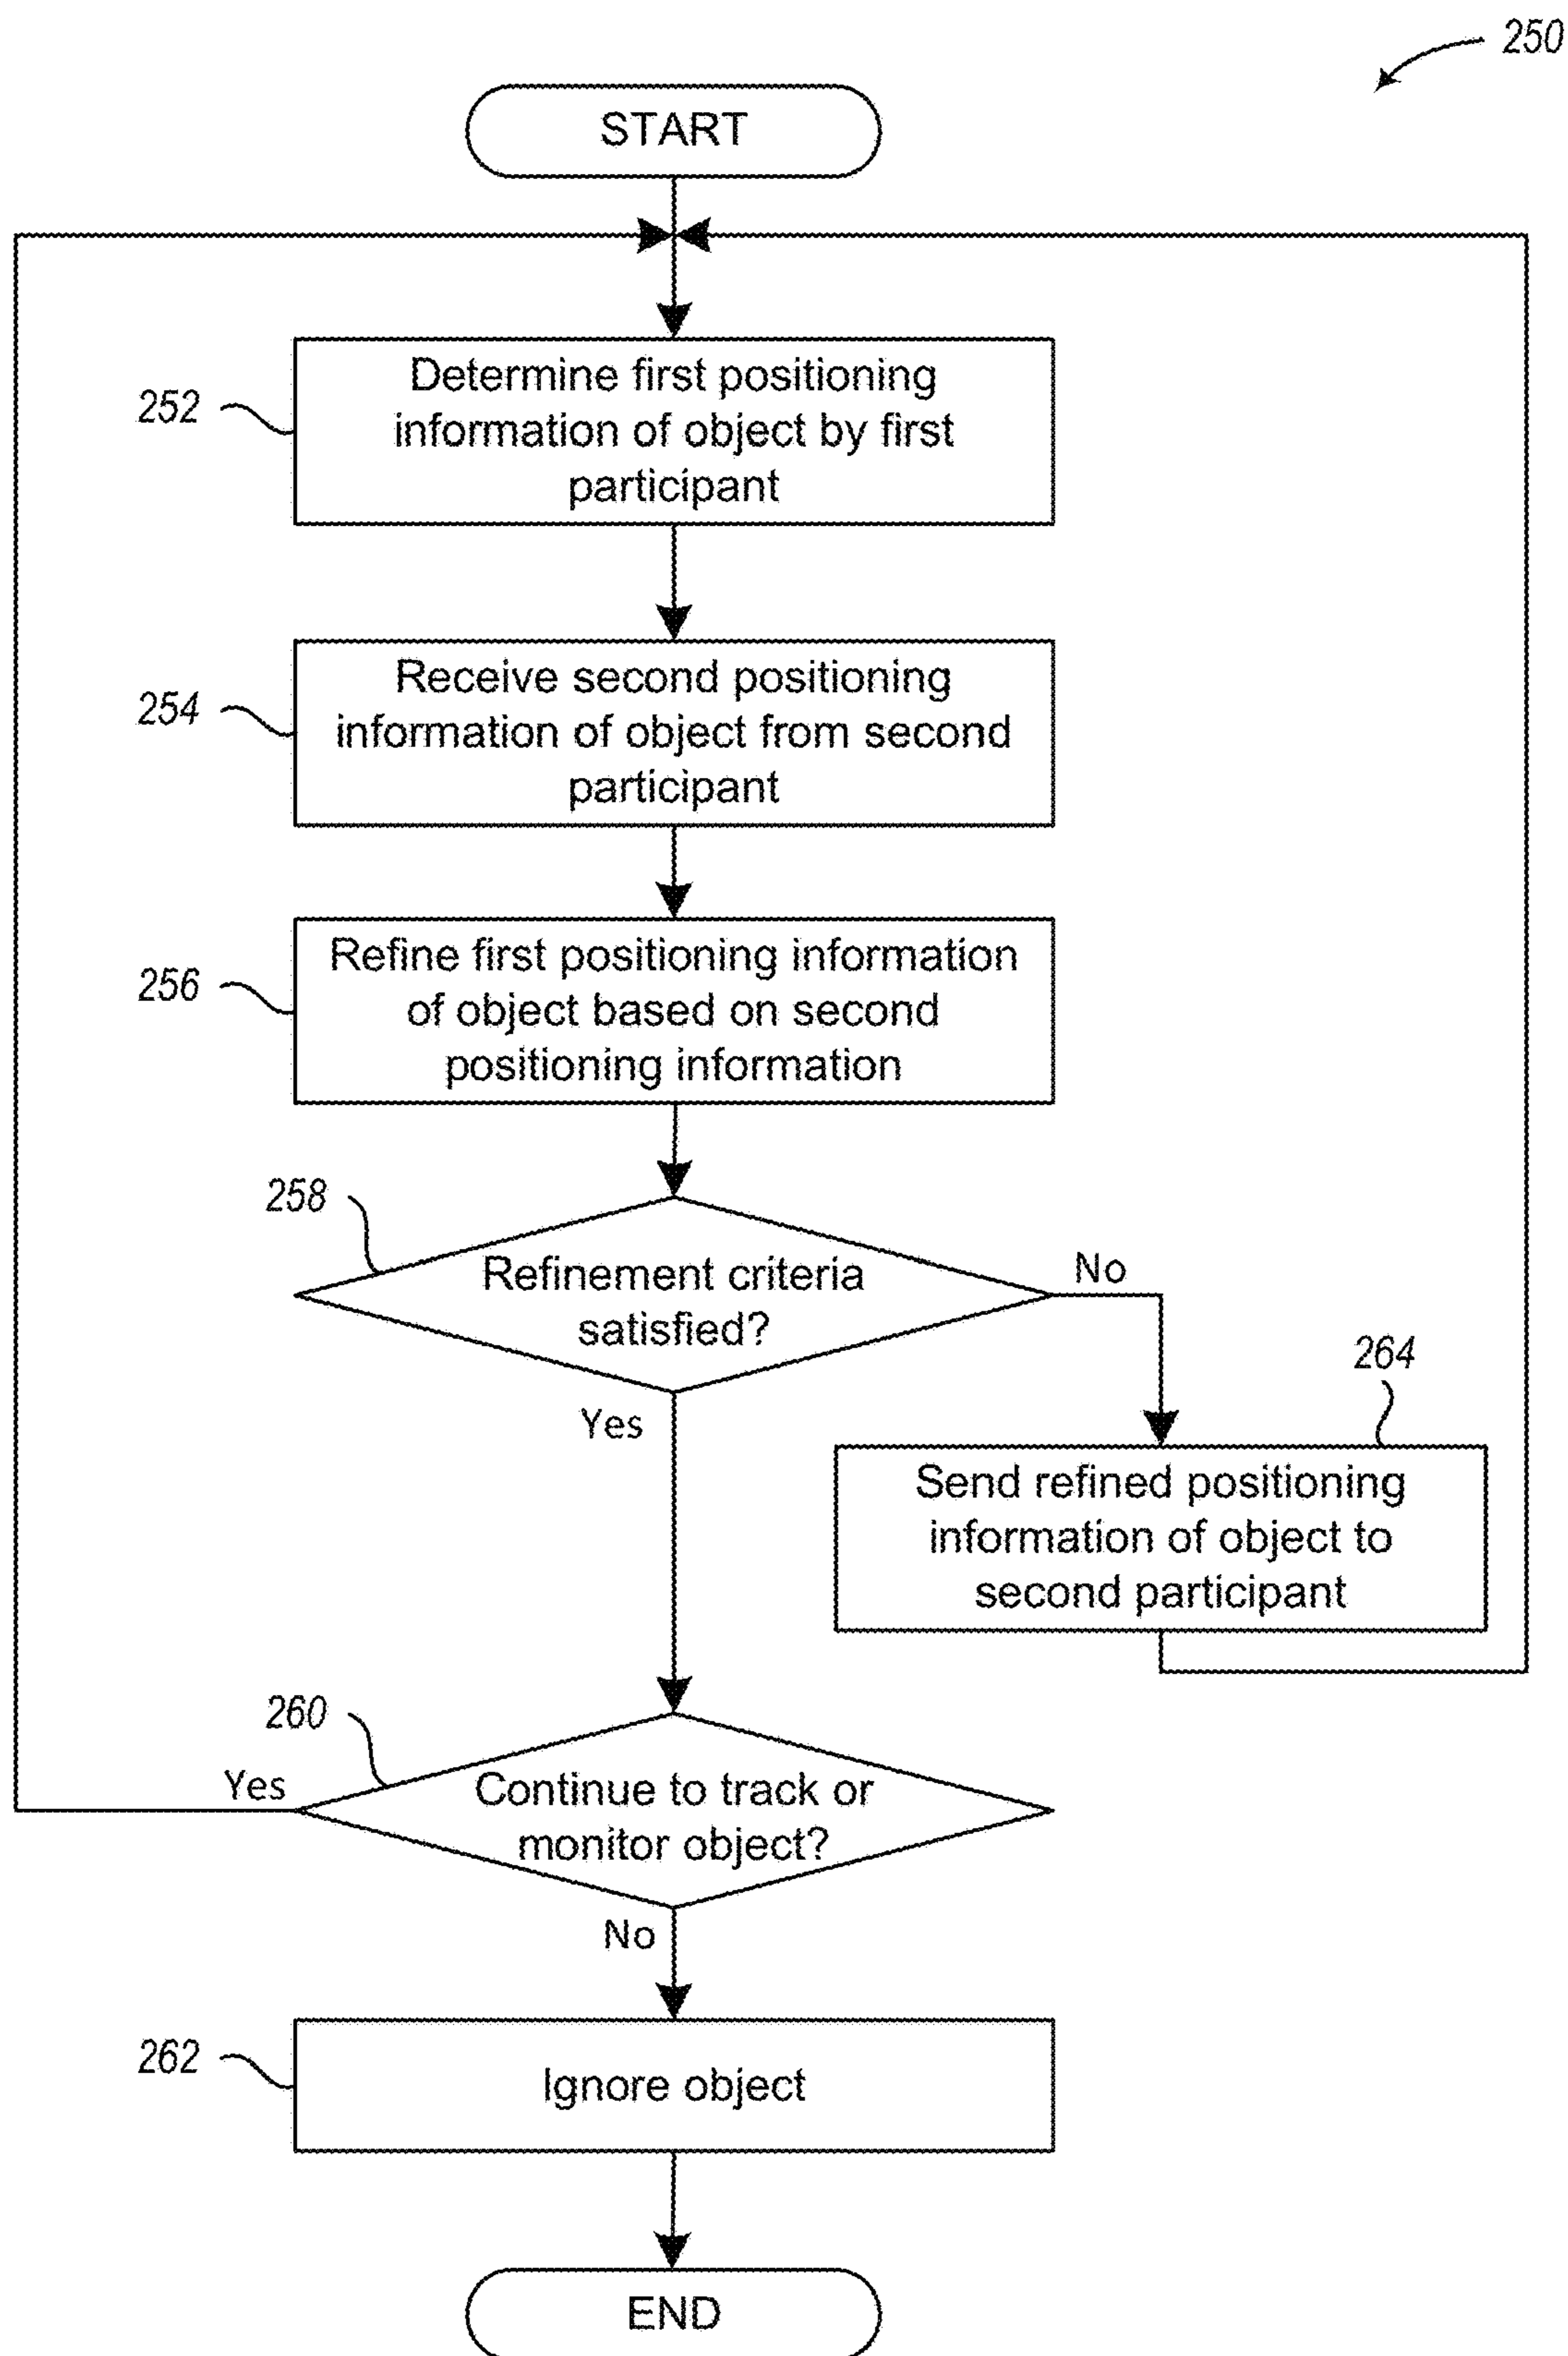 250
START
252
Determine first positioning
information of object by first
participant
254
Receive second positioning
information of object from second
participant
256
Refine first positioning information
of object based on second
positioning information
258
Refinement criteria
satisfied?
No
Yes
264
Send refined positioning
information of object to
second participant
260
Yes
Continue to track or
monitor object?
No
262
Ignore object
END